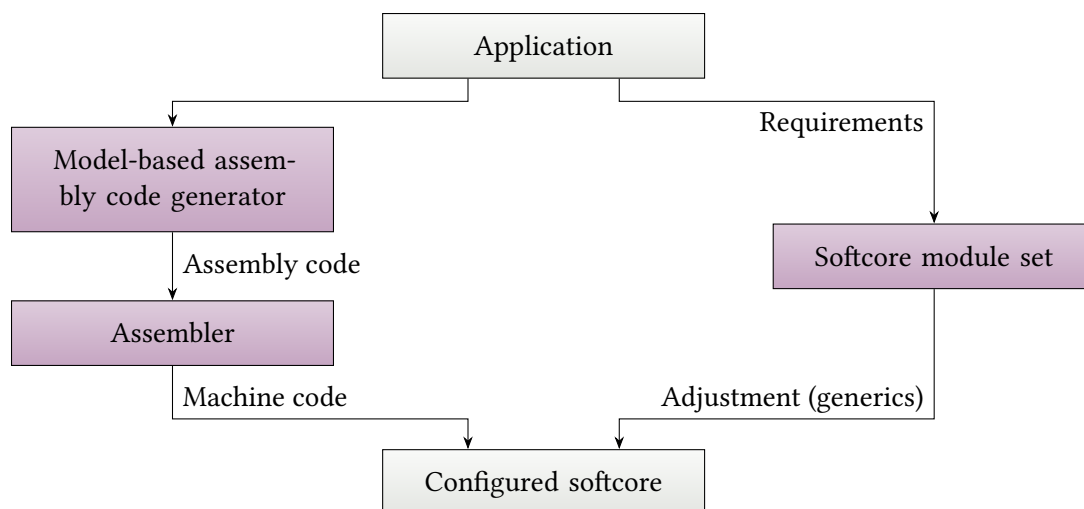 Application
Requirements
Model-based assem-
bly code generator
Softcore module set
Assembly code
Assembler
Machine code
Adjustment (generics)
Configured softcore